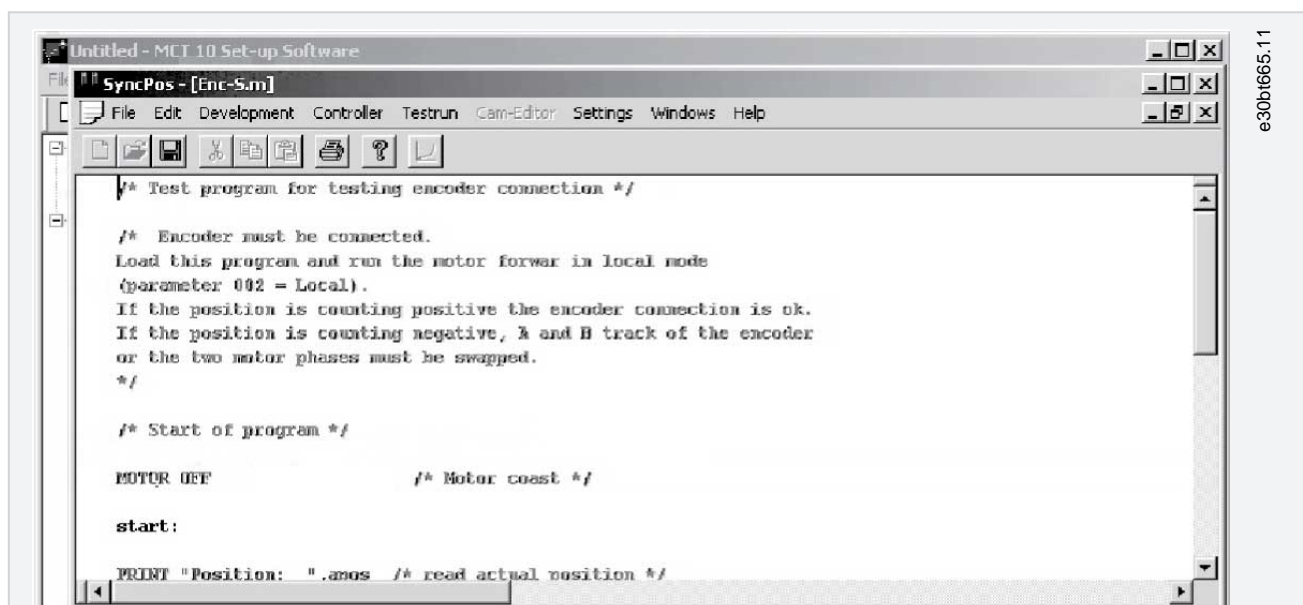 Untitled - MCT 10 Set-up Software
SyncPos - [Enc-S.m]
File Edit Development Controller Testrun Cam-Editor Settings Windows Help
/* Test program for testing encoder connection */
/* Encoder must be connected.
Load this program and run the motor forwar in local mode
(parameter 002 = Local).
If the position is counting positive the encoder connection is ok.
If the position is counting negative, A and B track of the encoder
or the two motor phases must be swapped.
*/
/* Start of program */
MOTOR OFF /* Motor coast */
start:
PRINT "Position: ",apos /* read actual position */
e30bt665.11